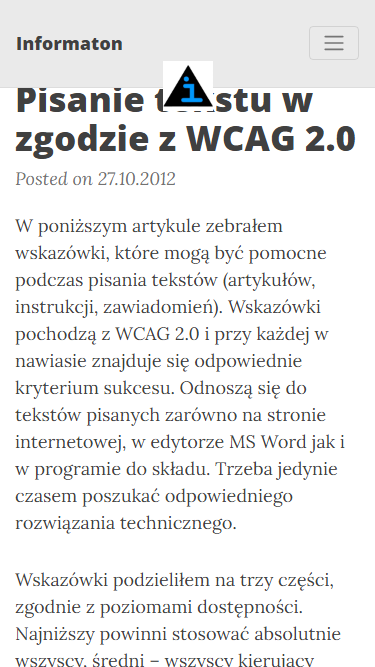 Informaton
Pisanie tekstu w
zgodzie z WCAG 2.0
Posted on 27.10.2012
W poniższym artykule zebrałem
wskazówki, które mogą być pomocne
podczas pisania tekstów (artykułów,
instrukcji, zawiadomień). Wskazówki
pochodzą z WCAG 2.0 i przy każdej w
nawiasie znajduje się odpowiednie
kryterium sukcesu. Odnoszą się do
tekstów pisanych zarówno na stronie
internetowej, w edytorze MS Word jak i
w programie do składu. Trzeba jedynie
czasem poszukać odpowiedniego
rozwiązania technicznego.
Wskazówki podzieliłem na trzy części,
zgodnie z poziomami dostępności.
Najniższy powinni stosować absolutnie
wszyscy, średni – wszyscy kierujący